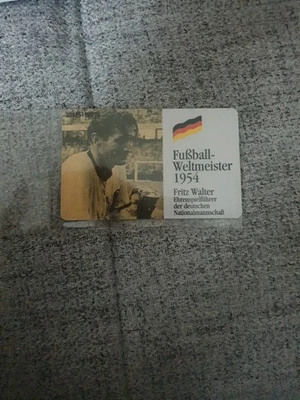 Fußball-
Weltmeister
1954
Fritz Walter
Ehrenspielführer
der deutschen
Nationalmannschaft